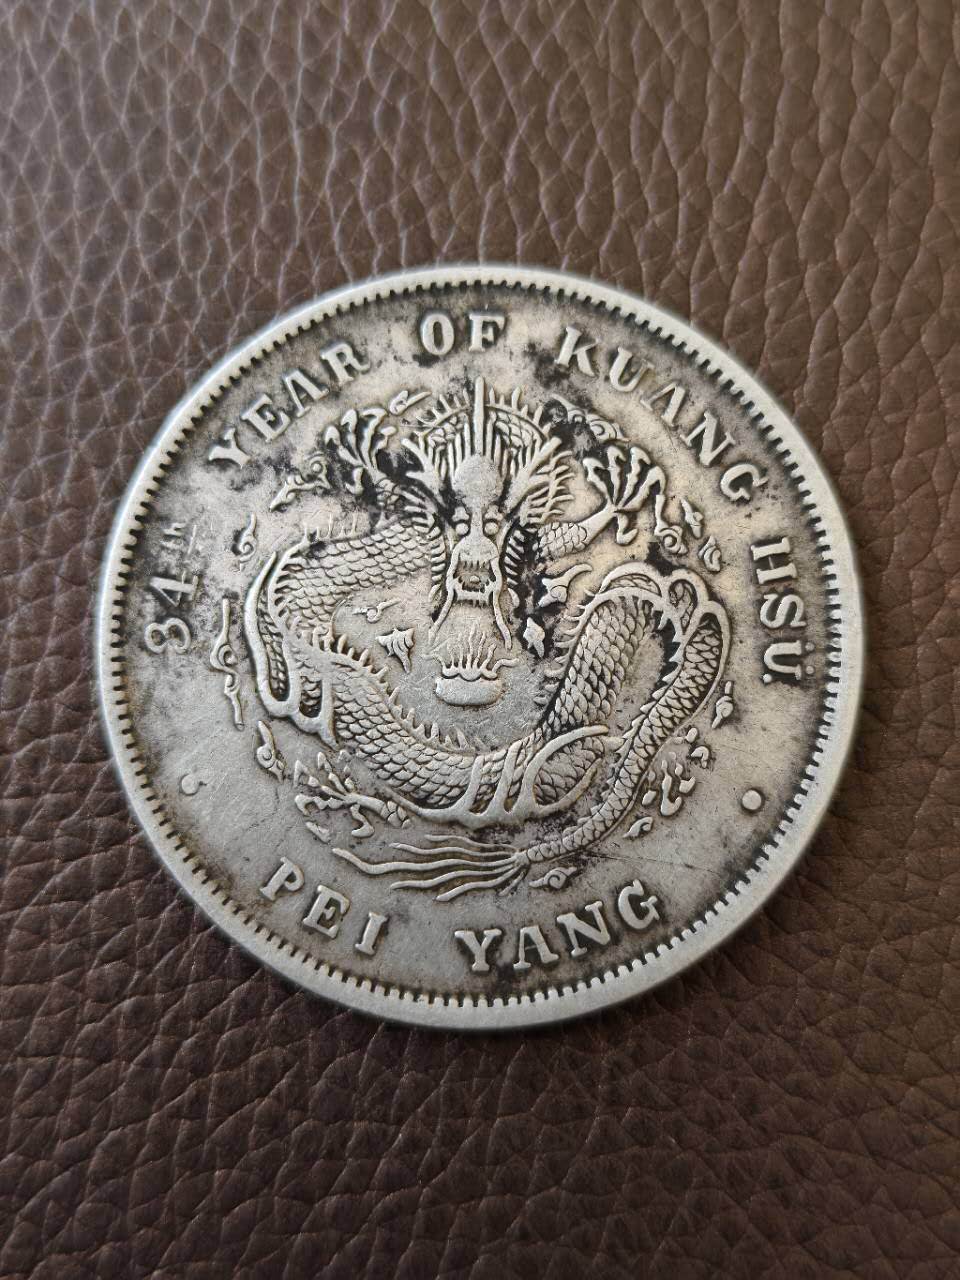 34th YEAR OF KUANG HSÜ
PEI YANG